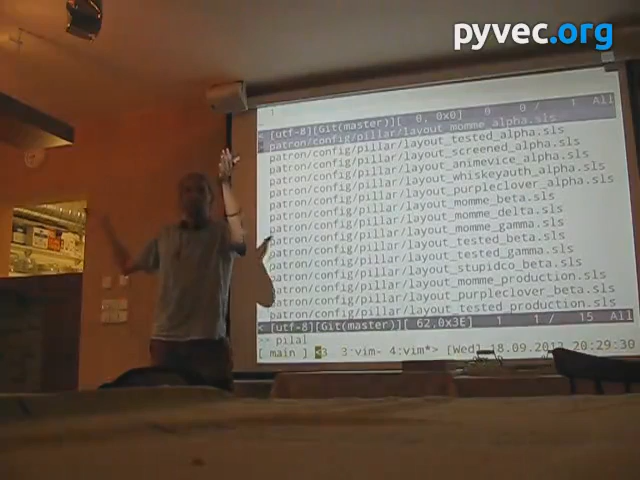 pyvec.org
1
< [utf-8][Git(master)][ 0, 0x0] 0 0 / 1 All
patron/config/pillar/layout_momme_alpha.sls
patron/config/pillar/layout_tested_alpha.sls
patron/config/pillar/layout_screened_alpha.sls
patron/config/pillar/layout_animevice_alpha.sls
patron/config/pillar/layout_whiskeyauth_alpha.sls
patron/config/pillar/layout_purpleclover_alpha.sls
patron/config/pillar/layout_momme_beta.sls
patron/config/pillar/layout_momme_delta.sls
patron/config/pillar/layout_momme_gamma.sls
patron/config/pillar/layout_tested_beta.sls
patron/config/pillar/layout_tested_gamma.sls
patron/config/pillar/layout_stupidco_beta.sls
patron/config/pillar/layout_momme_production.sls
patron/config/pillar/layout_purpleclover_beta.sls
patron/config/pillar/layout_tested_production.sls
< [utf-8][Git(master)][ 62,0x3E] 1 1 / 15 All
>> pilal
[ main ] <3 3:vim- 4:vim*> [Wed] 18.09.2013 20:29:30